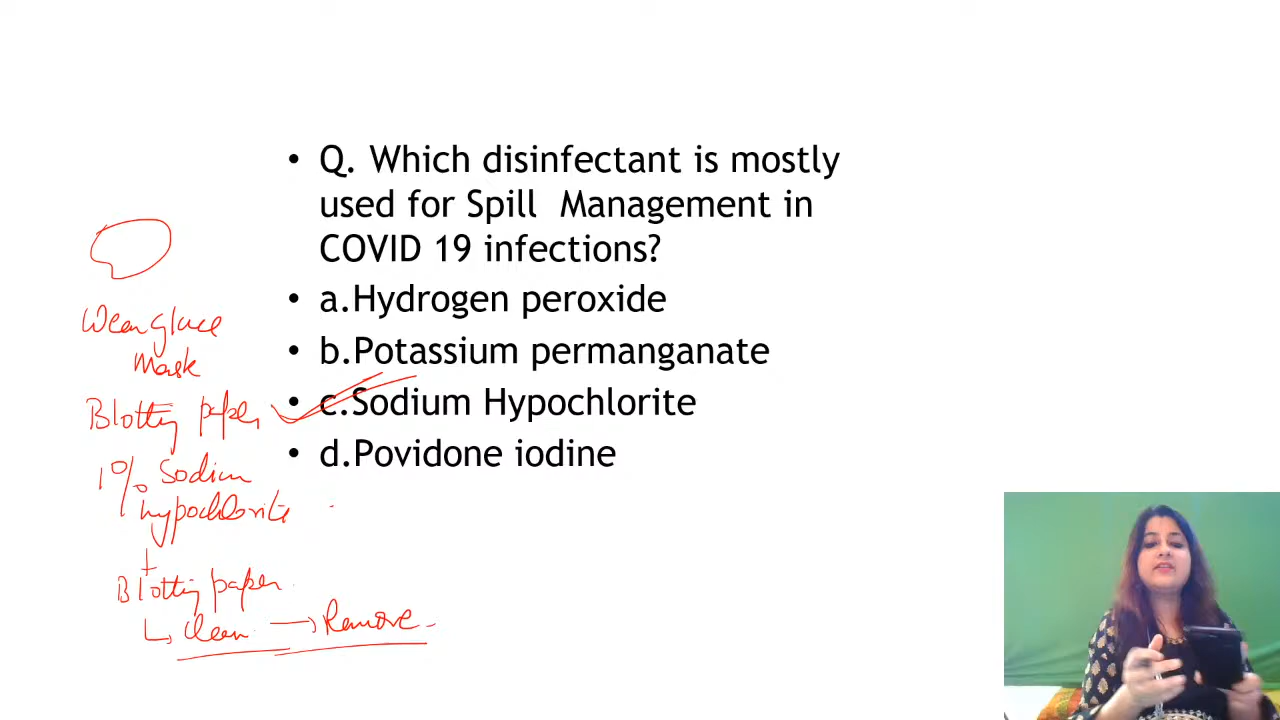 • Q. Which disinfectant is mostly
used for Spill Management in
COVID 19 infections?
• a.Hydrogen peroxide
• b.Potassium permanganate
• c.Sodium Hypochlorite
• d.Povidone iodine
Wear
Mask
Blotting paper
1% Sodium
hypochlorite
+
Blotting paper
Clean → Remove